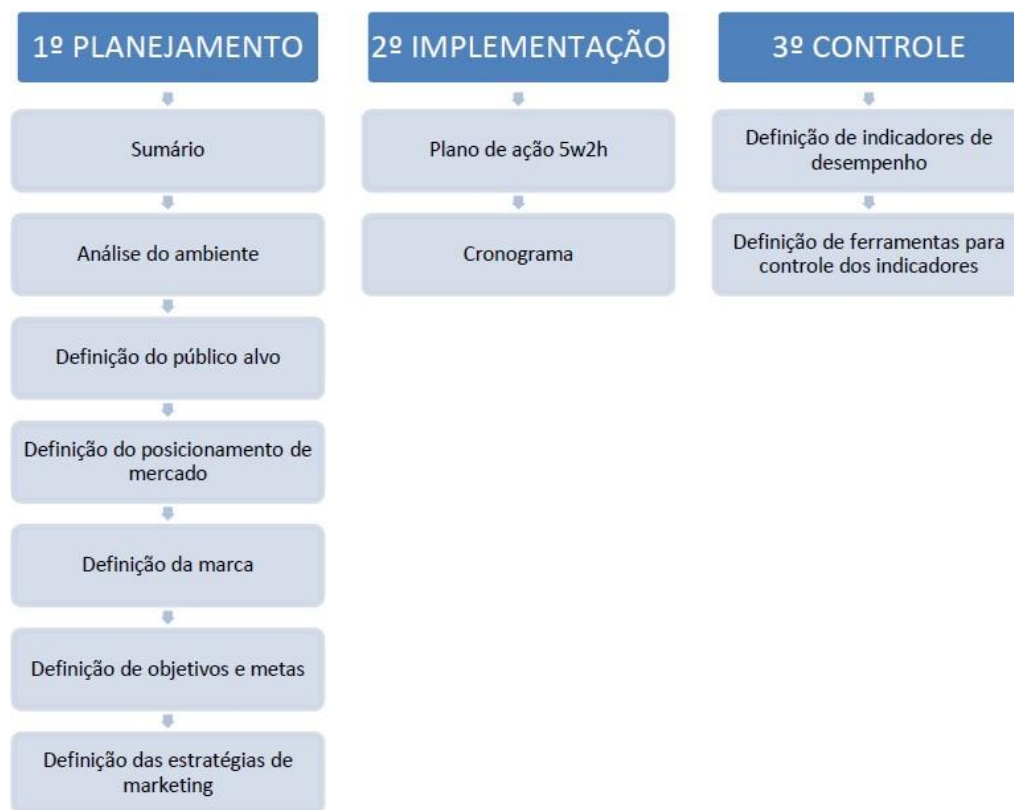 1º PLANEJAMENTO
Sumário
Análise do ambiente
Definição do público alvo
Definição do posicionamento de
mercado
Definição da marca
Definição de objetivos e metas
Definição das estratégias de
marketing
2º IMPLEMENTAÇÃO
Plano de ação 5w2h
Cronograma
3º CONTROLE
Definição de indicadores de
desempenho
Definição de ferramentas para
controle dos indicadores